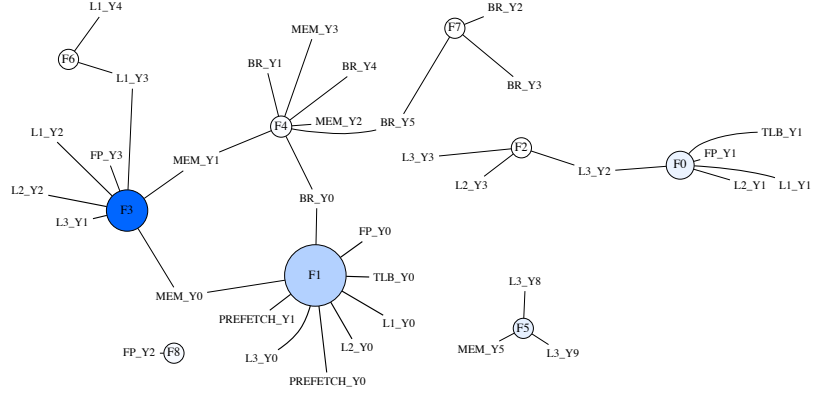 L1_Y4
BR_Y2
F7
MEM_Y3
F6
BR_Y1
BR_Y4
L1_Y3
BR_Y3
MEM_Y2
BR_Y5
F4
L1_Y2
TLB_Y1
FP_Y3
MEM_Y1
F2
L3_Y3
FP_Y1
F0
L3_Y2
L2_Y3
L2_Y1
L1_Y1
L2_Y2
BR_Y0
F3
L3_Y1
FP_Y0
F1
TLB_Y0
L3_Y8
MEM_Y0
PREFETCH_Y1
L1_Y0
F5
L2_Y0
MEM_Y5
L3_Y9
FP_Y2
F8
L3_Y0
PREFETCH_Y0